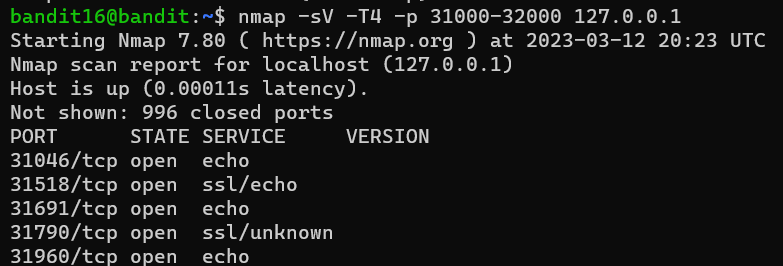 bandit16@bandit:~$ nmap -sV -T4 -p 31000-32000 127.0.0.1
Starting Nmap 7.80 ( https://nmap.org ) at 2023-03-12 20:23 UTC
Nmap scan report for localhost (127.0.0.1)
Host is up (0.00011s latency).
Not shown: 996 closed ports
PORT      STATE SERVICE     VERSION
31046/tcp open  echo
31518/tcp open  ssl/echo
31691/tcp open  echo
31790/tcp open  ssl/unknown
31960/tcp open  echo